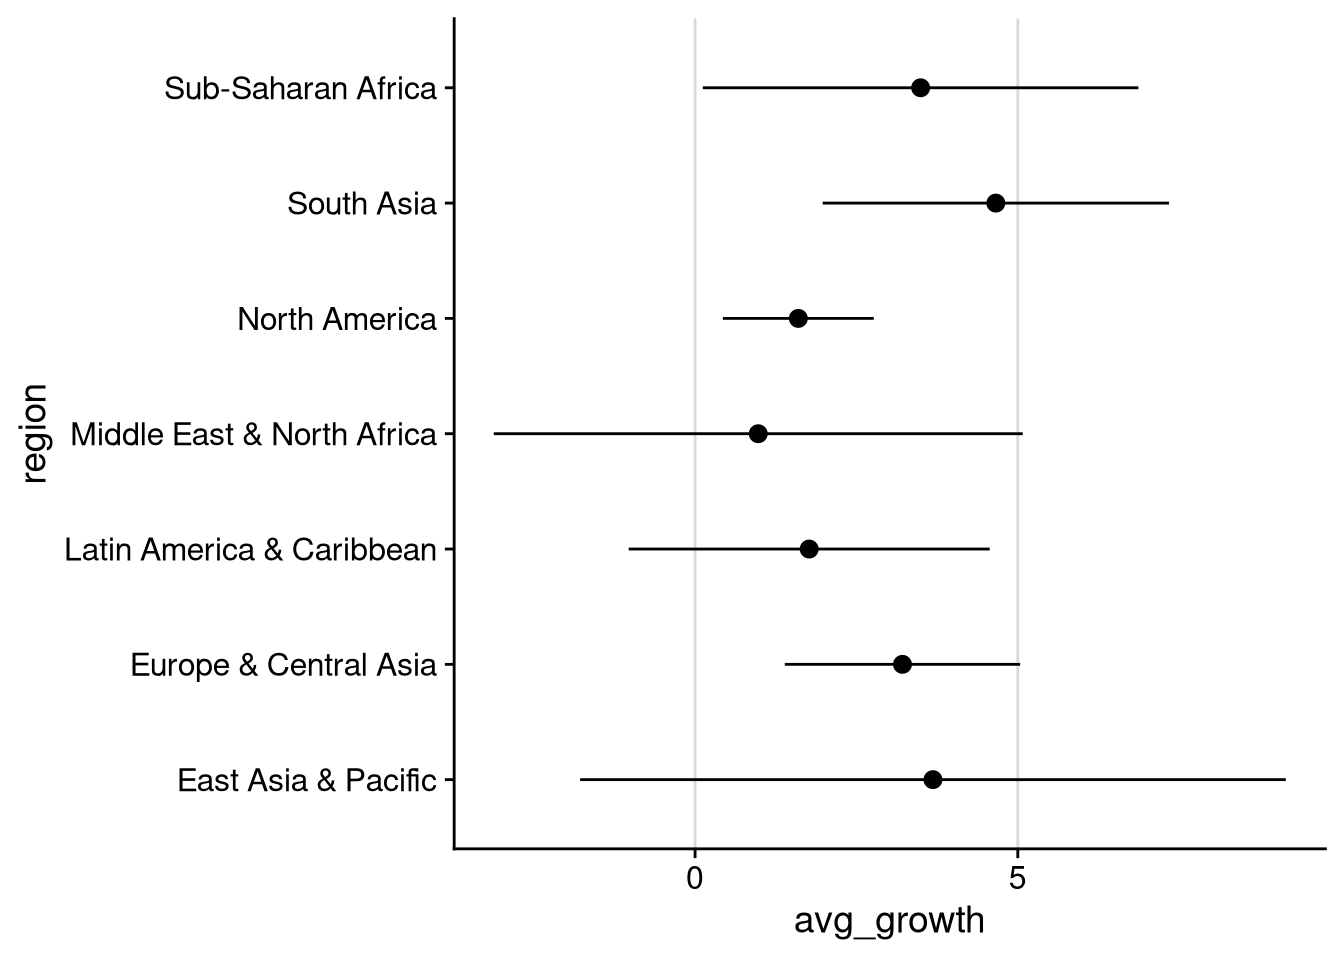 Sub-Saharan Africa
South Asia
North America
Middle East & North Africa
Latin America & Caribbean
Europe & Central Asia
East Asia & Pacific
region
0 5
avg_growth